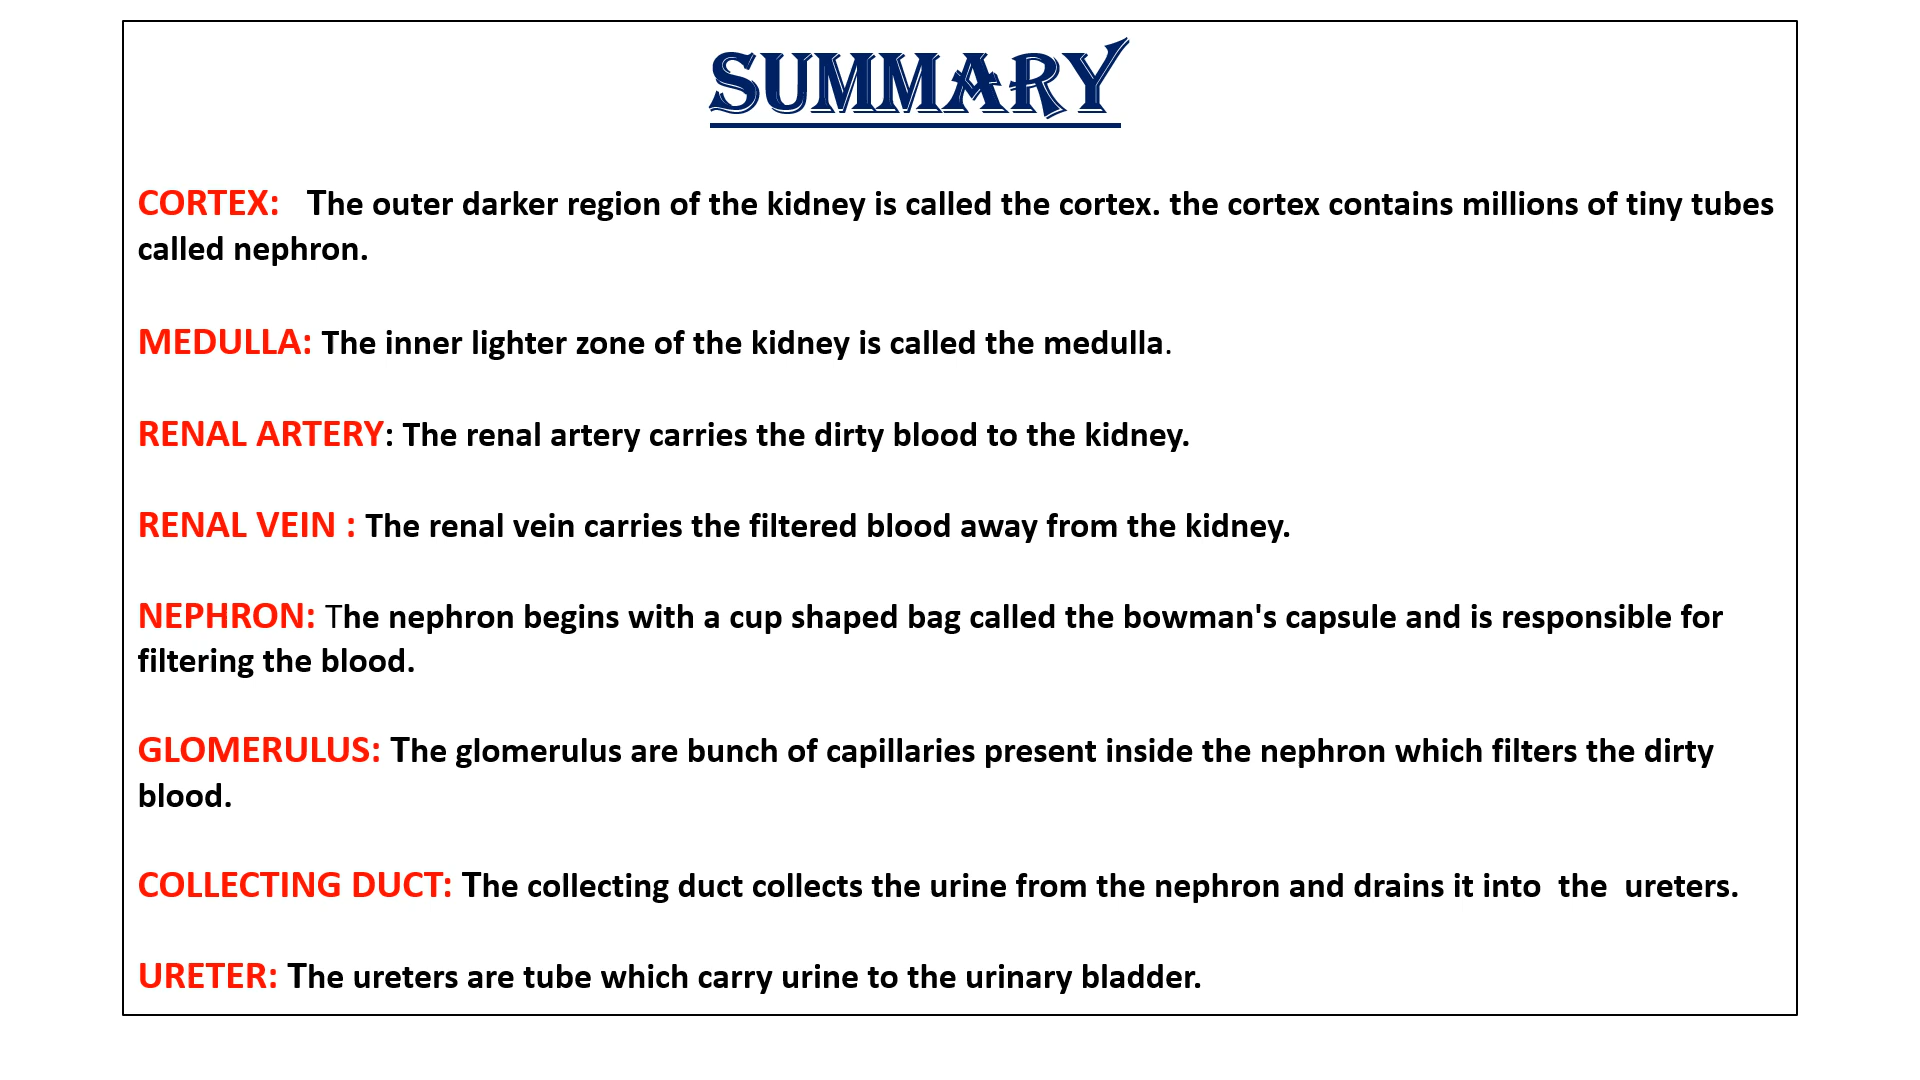 SUMMARY
CORTEX: The outer darker region of the kidney is called the cortex. the cortex contains millions of tiny tubes
called nephron.
MEDULLA: The inner lighter zone of the kidney is called the medulla.
RENAL ARTERY: The renal artery carries the dirty blood to the kidney.
RENAL VEIN : The renal vein carries the filtered blood away from the kidney.
NEPHRON: The nephron begins with a cup shaped bag called the bowman's capsule and is responsible for
filtering the blood.
GLOMERULUS: The glomerulus are bunch of capillaries present inside the nephron which filters the dirty
blood.
COLLECTING DUCT: The collecting duct collects the urine from the nephron and drains it into the ureters.
URETER: The ureters are tube which carry urine to the urinary bladder.